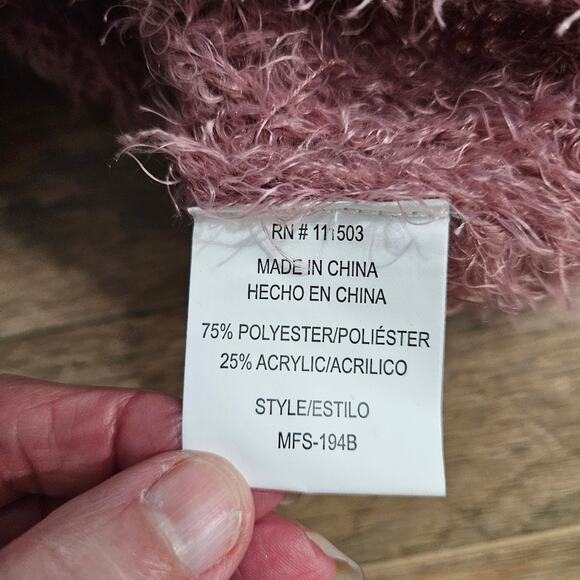 RN # 111503
MADE IN CHINA
HECHO EN CHINA
75% POLYESTER/POLIÉSTER
25% ACRYLIC/ACRILICO
STYLE/ESTILO
MFS-194B